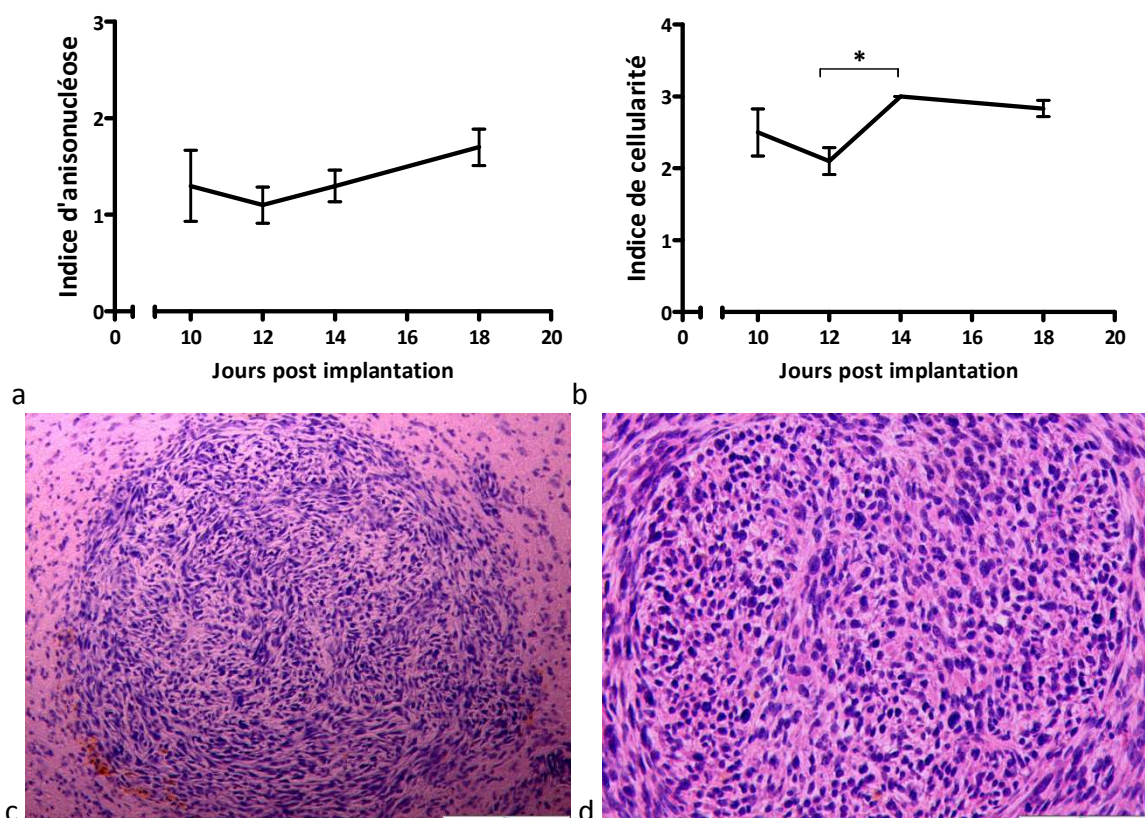 Indice d'anisonucléose
3
2
1
0
0 10 12 14 16 18 20
Jours post implantation
a
Indice de cellularité
4
3
2
1
0
*
0 10 12 14 16 18 20
Jours post implantation
b
c
d